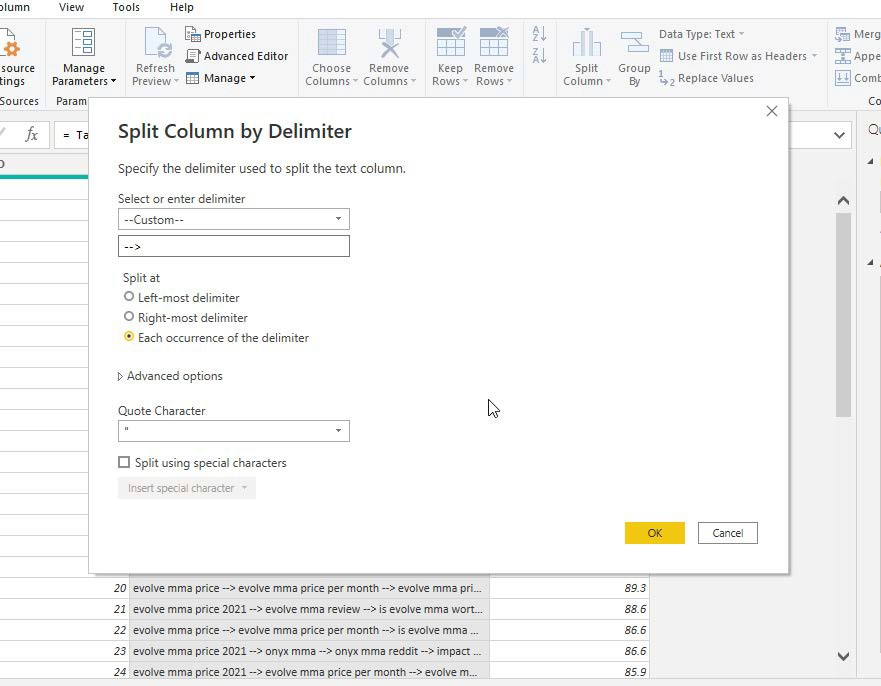 olumn View Tools Help
Properties
Advanced Editor
Manage
source
tings
Sources
Manage
Parameters
Param
Refresh
Preview
Choose
Columns
Remove
Columns
Keep
Rows
Remove
Rows
A
Z
Z
A
Split
Column
Group
By
Data Type: Text
Use First Row as Headers
1
2
Replace Values
Merg
Appe
Comb
Co
fx
= Ta
Qu
Split Column by Delimiter
Specify the delimiter used to split the text column.
Select or enter delimiter
--Custom--
-->
Split at
Left-most delimiter
Right-most delimiter
Each occurrence of the delimiter
Advanced options
Quote Character
"
Split using special characters
Insert special character
OK Cancel
20 evolve mma price --> evolve mma price per month --> evolve mma pri... 89.3
21 evolve mma price 2021 --> evolve mma review --> is evolve mma wort... 88.6
22 evolve mma price --> evolve mma price per month --> is evolve mma ... 86.6
23 evolve mma price 2021 --> onyx mma --> onyx mma reddit --> impact ... 86.6
24 evolve mma price 2021 --> evolve mma price per month --> evolve m... 85.9